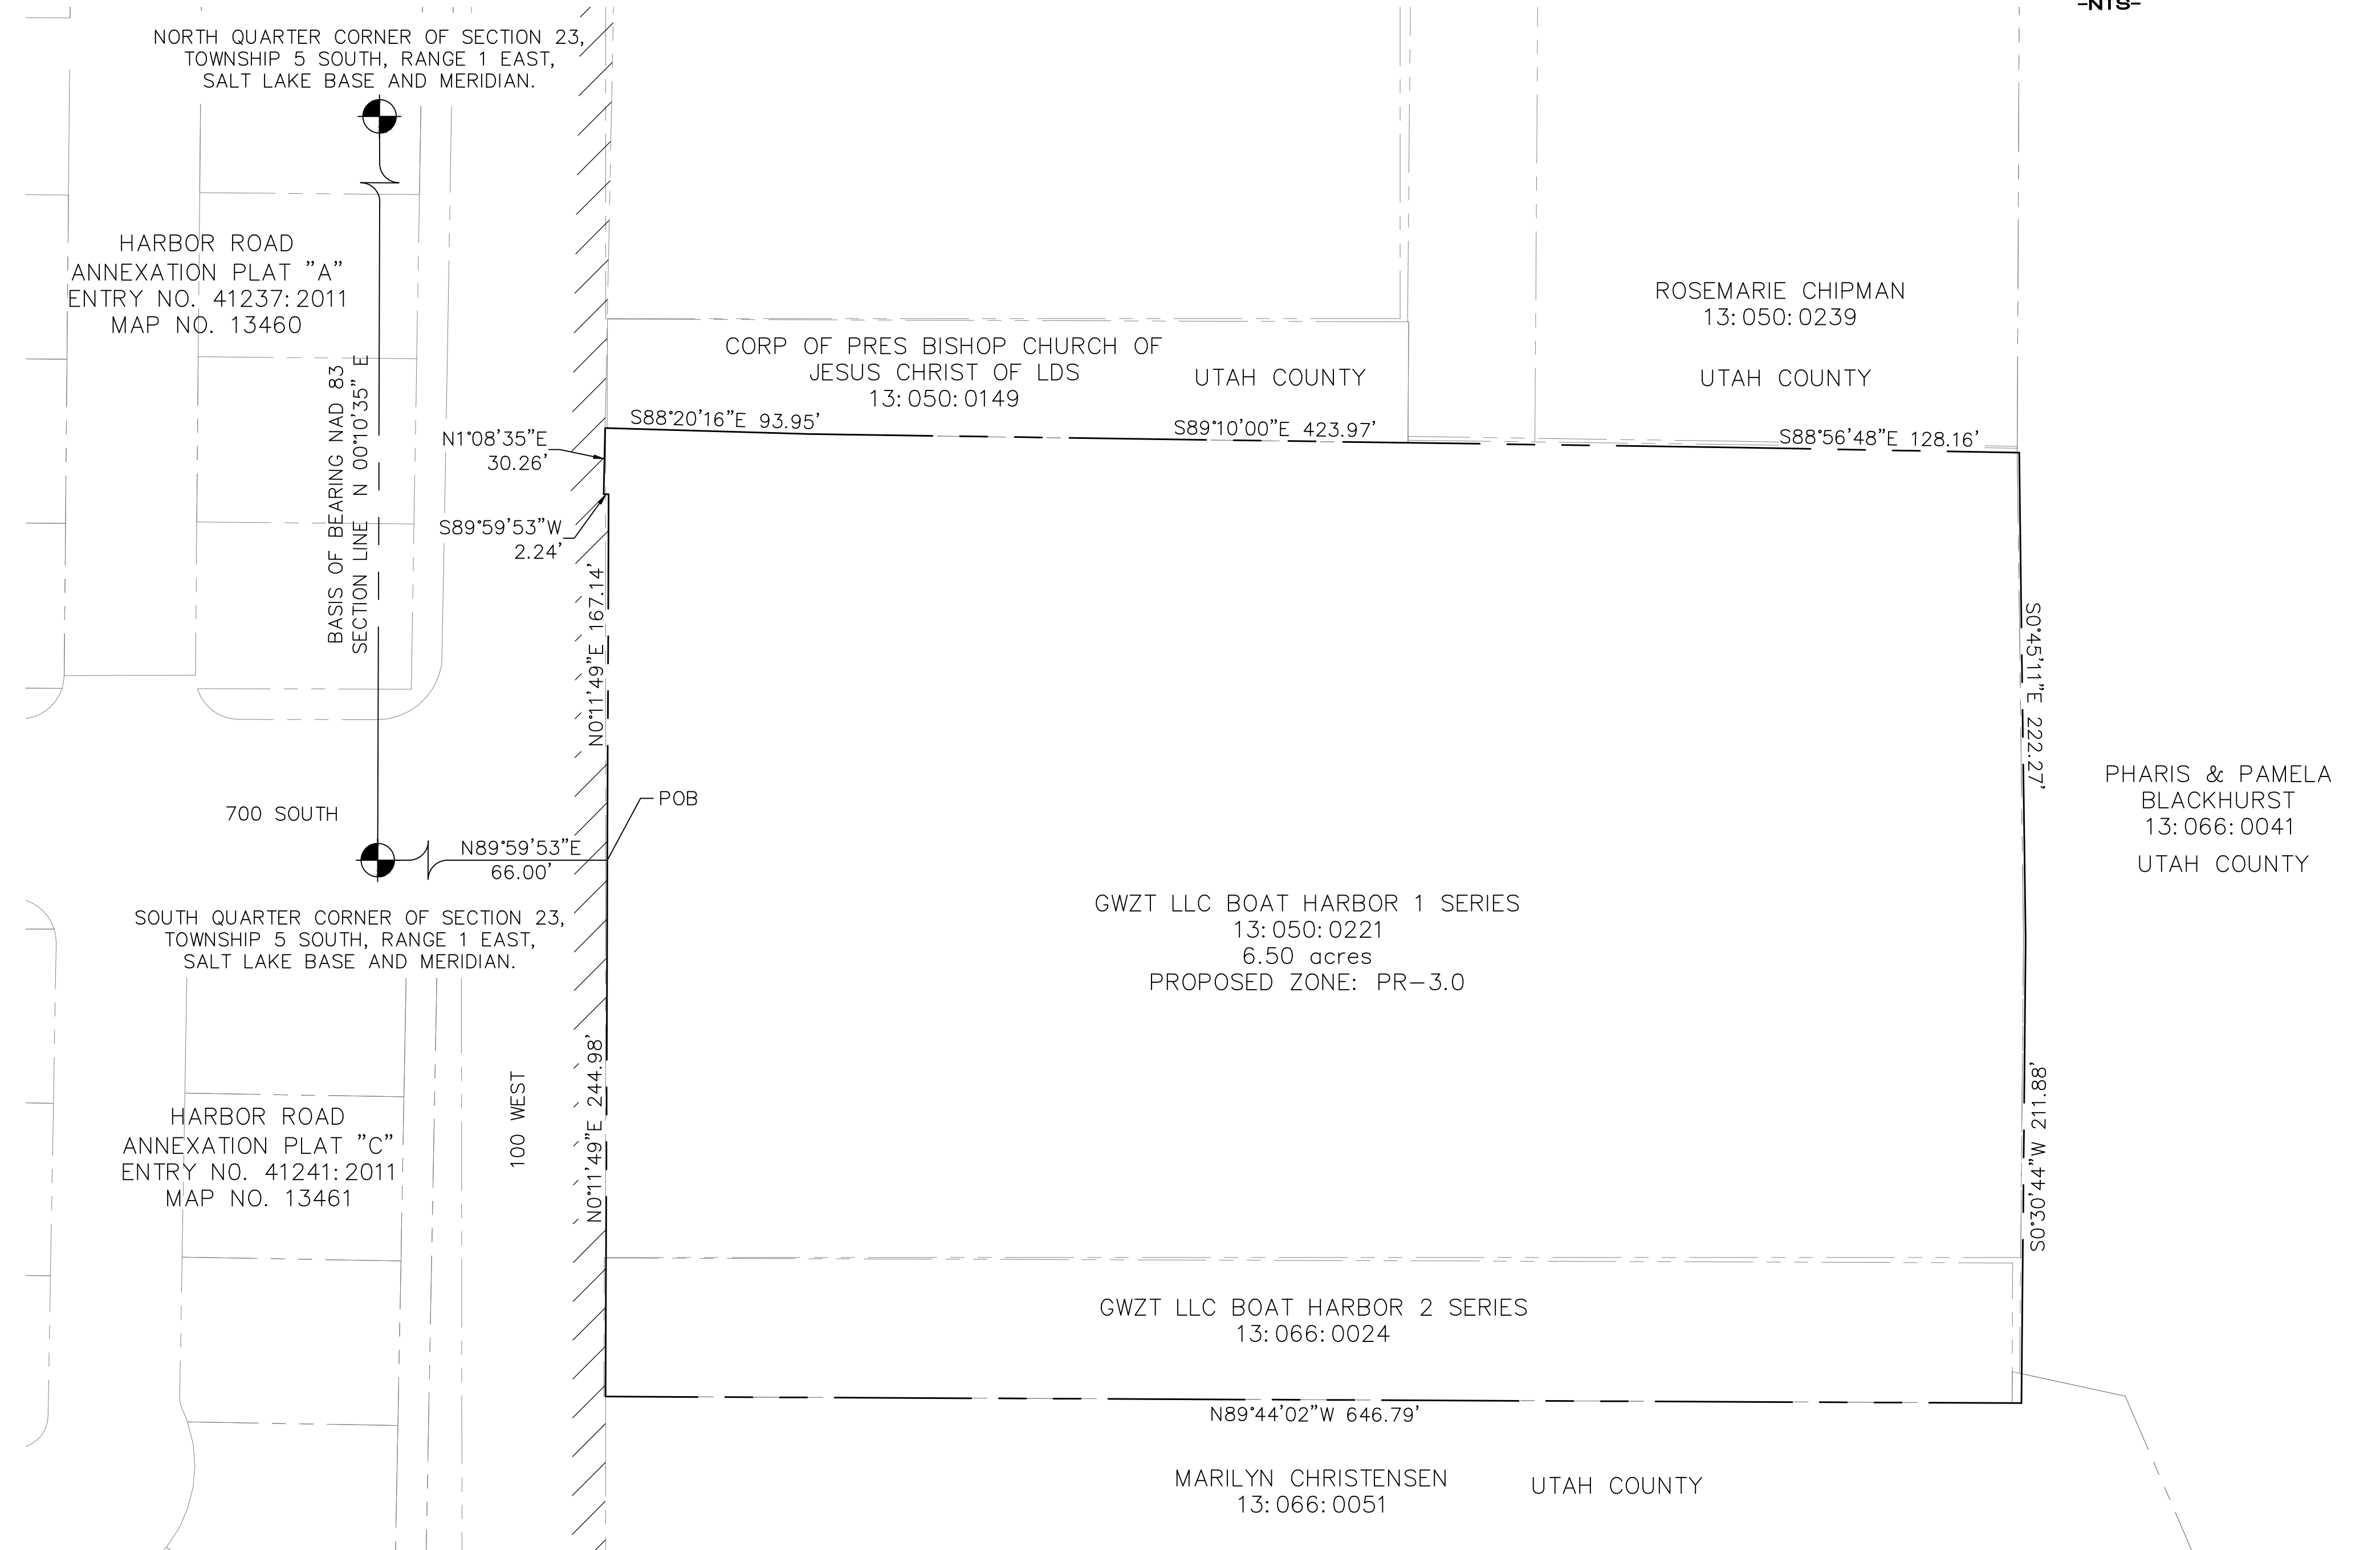 -NTS-
NORTH QUARTER CORNER OF SECTION 23,
TOWNSHIP 5 SOUTH, RANGE 1 EAST,
SALT LAKE BASE AND MERIDIAN.
HARBOR ROAD
ANNEXATION PLAT "A"
ENTRY NO. 41237:2011
MAP NO. 13460
BASIS OF BEARING NAD 83
SECTION LINE N 00°10'35" E
CORP OF PRES BISHOP CHURCH OF
JESUS CHRIST OF LDS
13:050:0149
UTAH COUNTY
ROSEMARIE CHIPMAN
13:050:0239
UTAH COUNTY
S88°20'16"E 93.95'
S89°10'00"E 423.97'
S88°56'48"E 128.16'
N1°08'35"E
30.26'
S89°59'53"W
2.24'
N0°11'49"E 167.14'
S0°45'11"E 222.27'
POB
700 SOUTH
N89°59'53"E
66.00'
PHARIS & PAMELA
BLACKHURST
13:066:0041
UTAH COUNTY
SOUTH QUARTER CORNER OF SECTION 23,
TOWNSHIP 5 SOUTH, RANGE 1 EAST,
SALT LAKE BASE AND MERIDIAN.
GWZT LLC BOAT HARBOR 1 SERIES
13:050:0221
6.50 acres
PROPOSED ZONE: PR-3.0
N0°11'49"E 244.98'
S0°30'44"W 211.88'
100 WEST
HARBOR ROAD
ANNEXATION PLAT "C"
ENTRY NO. 41241:2011
MAP NO. 13461
GWZT LLC BOAT HARBOR 2 SERIES
13:066:0024
N89°44'02"W 646.79'
MARILYN CHRISTENSEN
13:066:0051
UTAH COUNTY